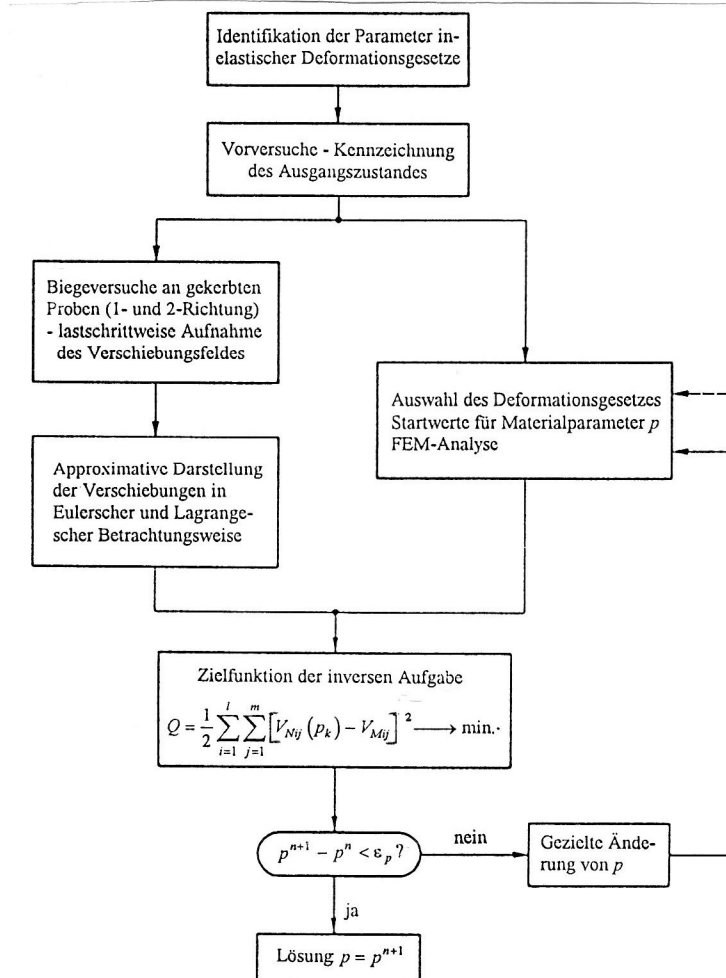 Identifikation der Parameter in-
elastischer Deformationsgesetze
Vorversuche - Kennzeichnung
des Ausgangszustandes
Biegeversuche an gekerbten
Proben (1- und 2-Richtung)
- lastschrittweise Aufnahme
des Verschiebungsfeldes
Auswahl des Deformationsgesetzes
Startwerte für Materialparameter p
FEM-Analyse
Approximative Darstellung
der Verschiebungen in
Eulerscher und Lagrange-
scher Betrachtungsweise
Zielfunktion der inversen Aufgabe
Q = 1/2 ∑_{i=1}^{l} ∑_{j=1}^{m} [V_{Nij} (p_k) − V_{Mij}]^2 ⟶ min.
p^{n+1} − p^n < ε_p ?
nein
Gezielte Ände-
rung von p
ja
Lösung p = p^{n+1}